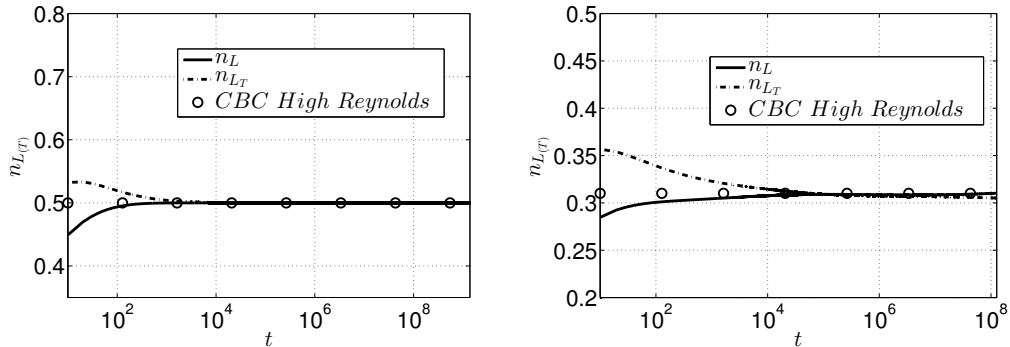 0.8
0.7
0.6
0.5
0.4
n_{L_{(T)}}
n_L
n_{L_T}
CBC High Reynolds
10^2
10^4
10^6
10^8
t
0.5
0.45
0.4
0.35
0.3
0.25
0.2
n_{L_{(T)}}
n_L
n_{L_T}
CBC High Reynolds
10^2
10^4
10^6
10^8
t